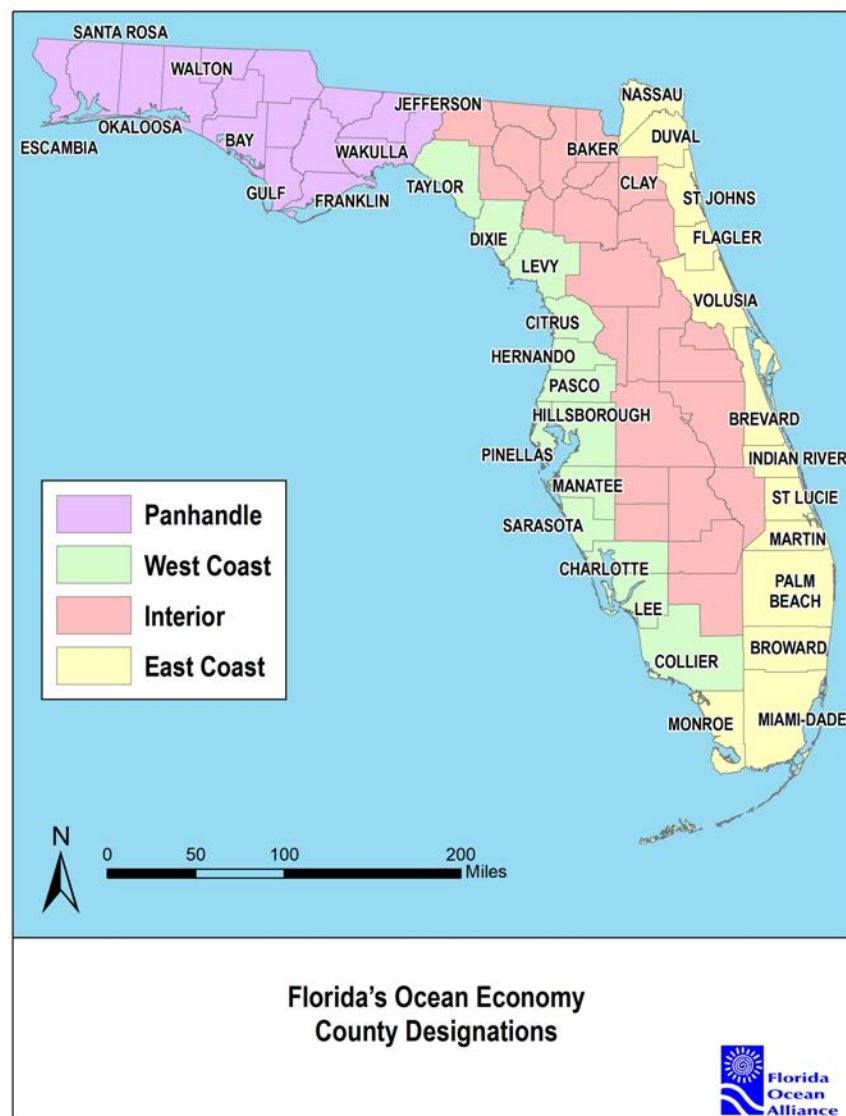 SANTA ROSA
WALTON
ESCAMBIA
OKALOOSA
BAY
GULF
FRANKLIN
WAKULLA
JEFFERSON
TAYLOR
DIXIE
LEVY
BAKER
NASSAU
DUVAL
CLAY
ST JOHNS
FLAGLER
VOLUSIA
CITRUS
HERNANDO
PASCO
HILLSBOROUGH
PINELLAS
MANATEE
SARASOTA
CHARLOTTE
LEE
COLLIER
BREVARD
INDIAN RIVER
ST LUCIE
MARTIN
PALM
BEACH
BROWARD
MONROE
MIAMI-DADE
Panhandle
West Coast
Interior
East Coast
N
0 50 100 200
Miles
Florida's Ocean Economy
County Designations
Florida
Ocean
Alliance